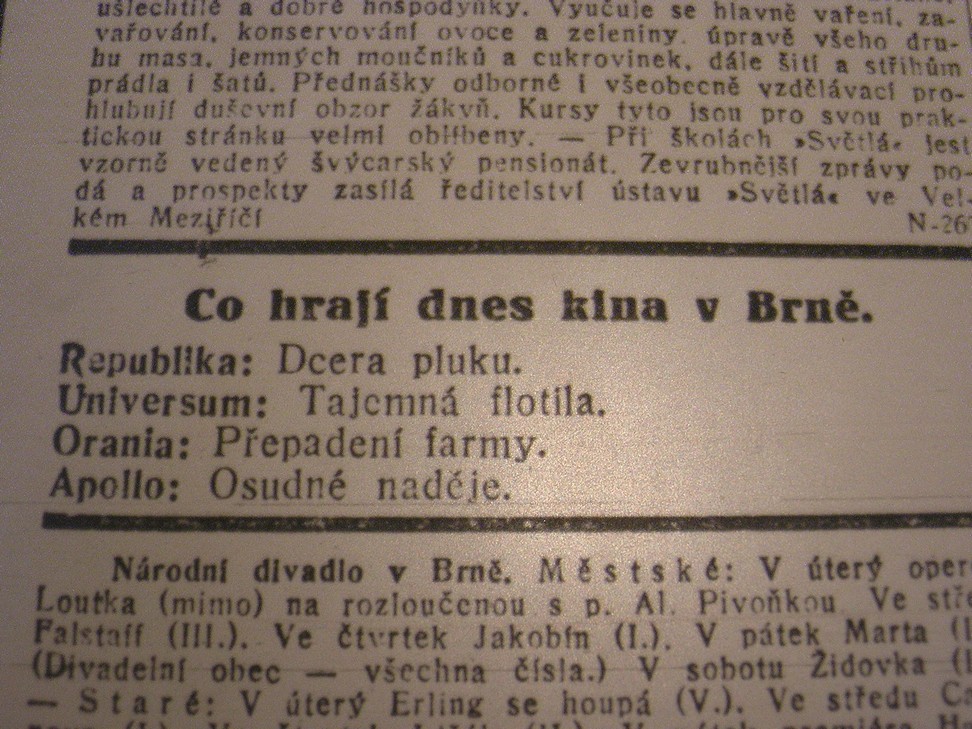 ušlechtilé a dobré hospodyňky. Vyučuje se hlavně vaření, za-
vařování, konservování ovoce a zeleniny, úpravě všeho dru-
hu masa, jemných moučníků a cukrovinek, dále šití a střihům
prádla i šatů. Přednášky odborné i všeobecně vzdělávací pro-
hlubují duševní obzor žákyň. Kursy tyto jsou pro svou prak-
tickou stránku velmi oblíbeny. — Při školách »Světlá« jest
vzorně vedený švýcarský pensionát. Zevrubnější zprávy po-
dá a prospekty zasílá ředitelství ústavu »Světlá« ve Vel-
kém Meziříčí N-26
Co hrají dnes kina v Brně.
Republika: Dcera pluku.
Universum: Tajemná flotila.
Orania: Přepadení farmy.
Apollo: Osudné naděje.
Národní divadlo v Brně. Městské: V úterý oper
Loutka (mimo) na rozloučenou s p. Al. Pivoňkou. Ve stř
Falstaff (III.). Ve čtvrtek Jakobín (I.). V pátek Marta
(Divadelní obec — všechna čísla.) V sobotu Židovka
— Staré: V úterý Erling se houpá (V.). Ve středu